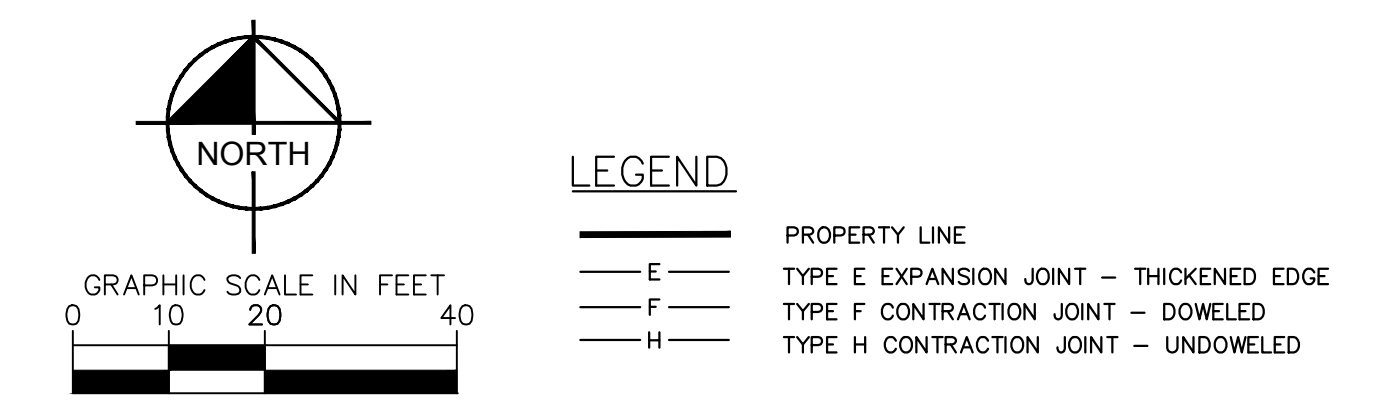 NORTH
GRAPHIC SCALE IN FEET
0 10 20 40
LEGEND
PROPERTY LINE
E TYPE E EXPANSION JOINT – THICKENED EDGE
F TYPE F CONTRACTION JOINT – DOWELED
H TYPE H CONTRACTION JOINT – UNDOWELED